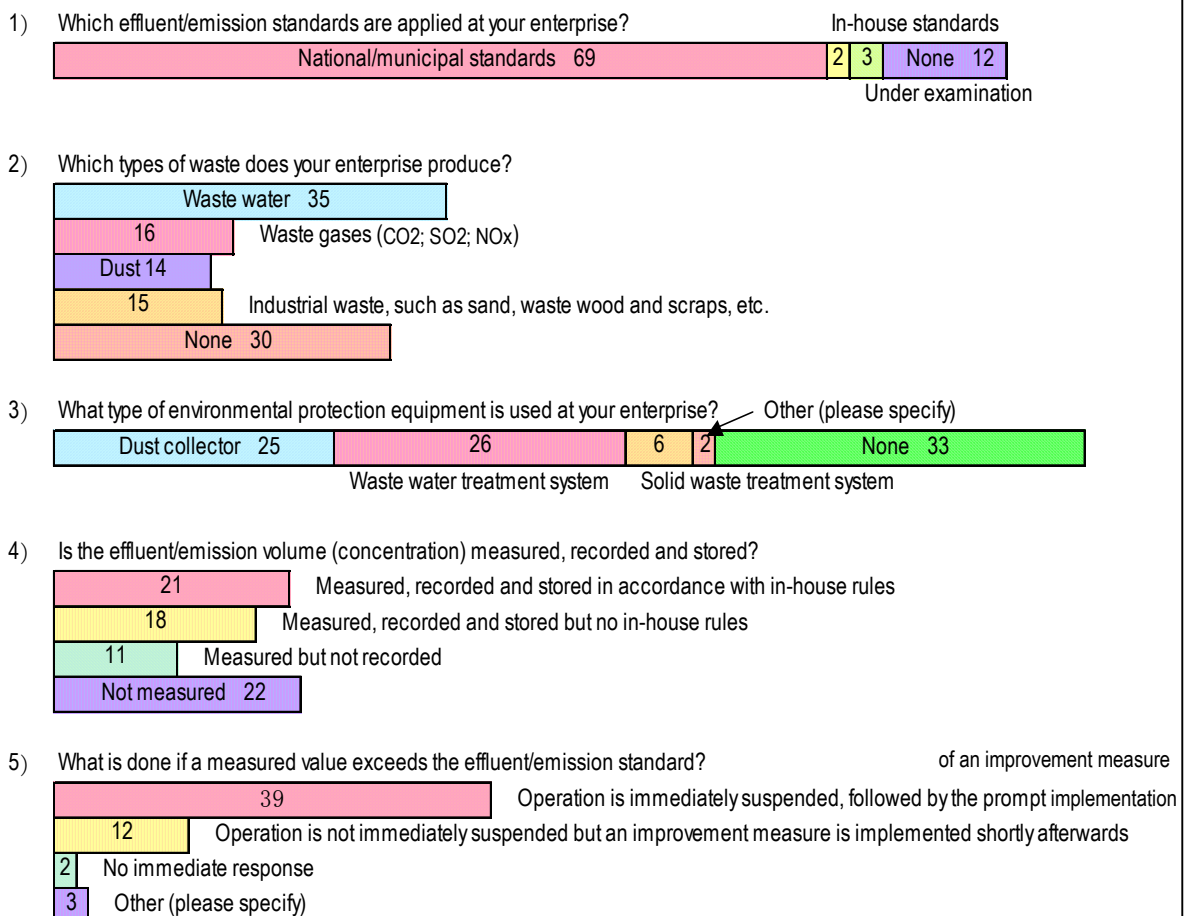 1) Which effluent/emission standards are applied at your enterprise? In-house standards
National/municipal standards 69 2 3 None 12
Under examination
2) Which types of waste does your enterprise produce?
Waste water 35
16 Waste gases (CO2; SO2; NOx)
Dust 14
15 Industrial waste, such as sand, waste wood and scraps, etc.
None 30
3) What type of environmental protection equipment is used at your enterprise? Other (please specify)
Dust collector 25 26 6 2 None 33
Waste water treatment system Solid waste treatment system
4) Is the effluent/emission volume (concentration) measured, recorded and stored?
21 Measured, recorded and stored in accordance with in-house rules
18 Measured, recorded and stored but no in-house rules
11 Measured but not recorded
Not measured 22
5) What is done if a measured value exceeds the effluent/emission standard? of an improvement measure
39 Operation is immediately suspended, followed by the prompt implementation
12 Operation is not immediately suspended but an improvement measure is implemented shortly afterwards
2 No immediate response
3 Other (please specify)